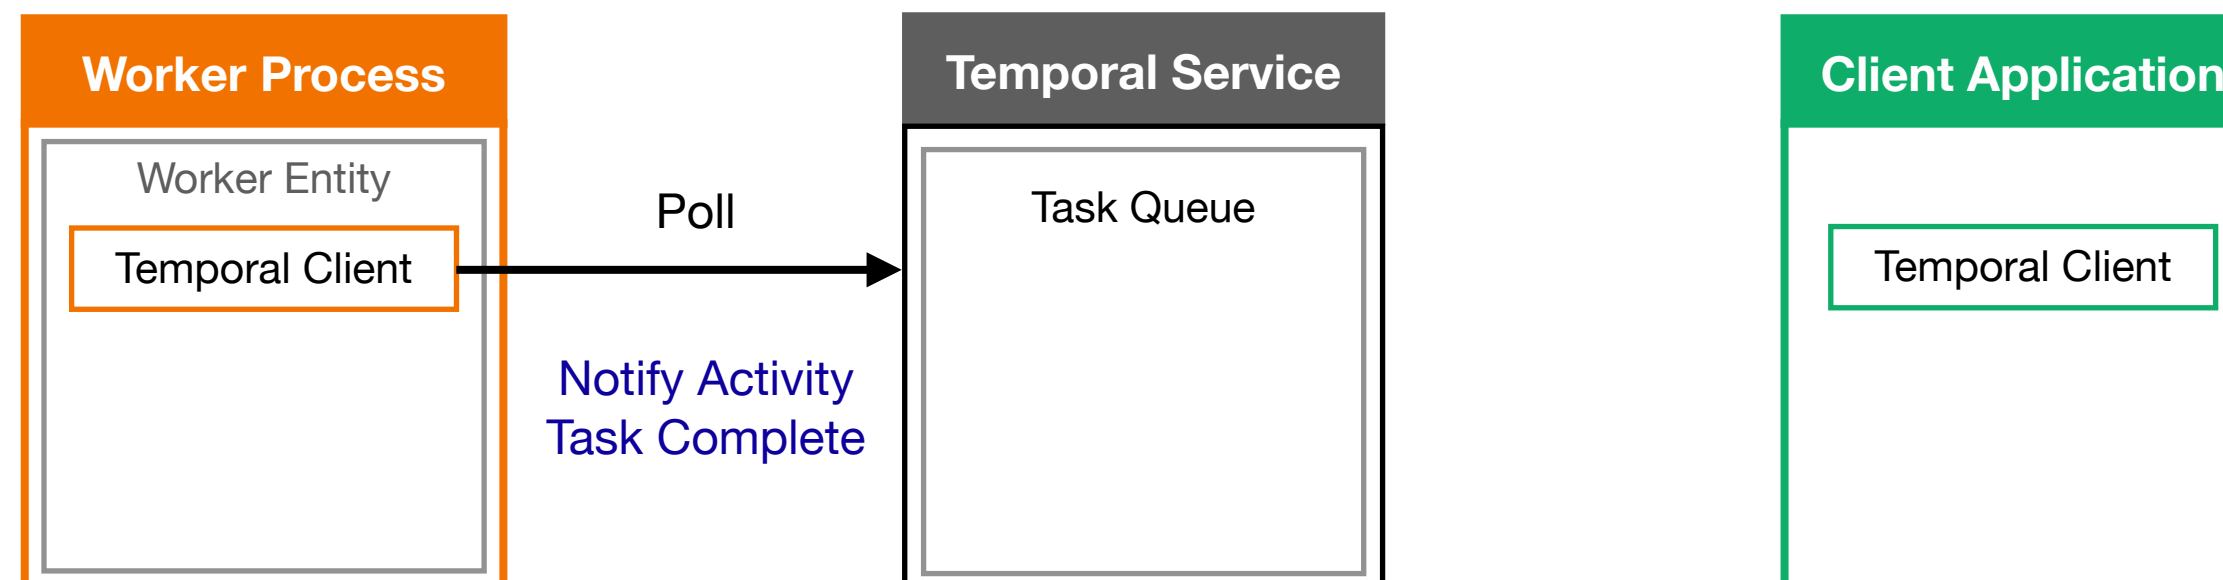 Worker Process
Worker Entity
Temporal Client
Poll
Notify Activity
Task Complete
Temporal Service
Task Queue
Client Application
Temporal Client